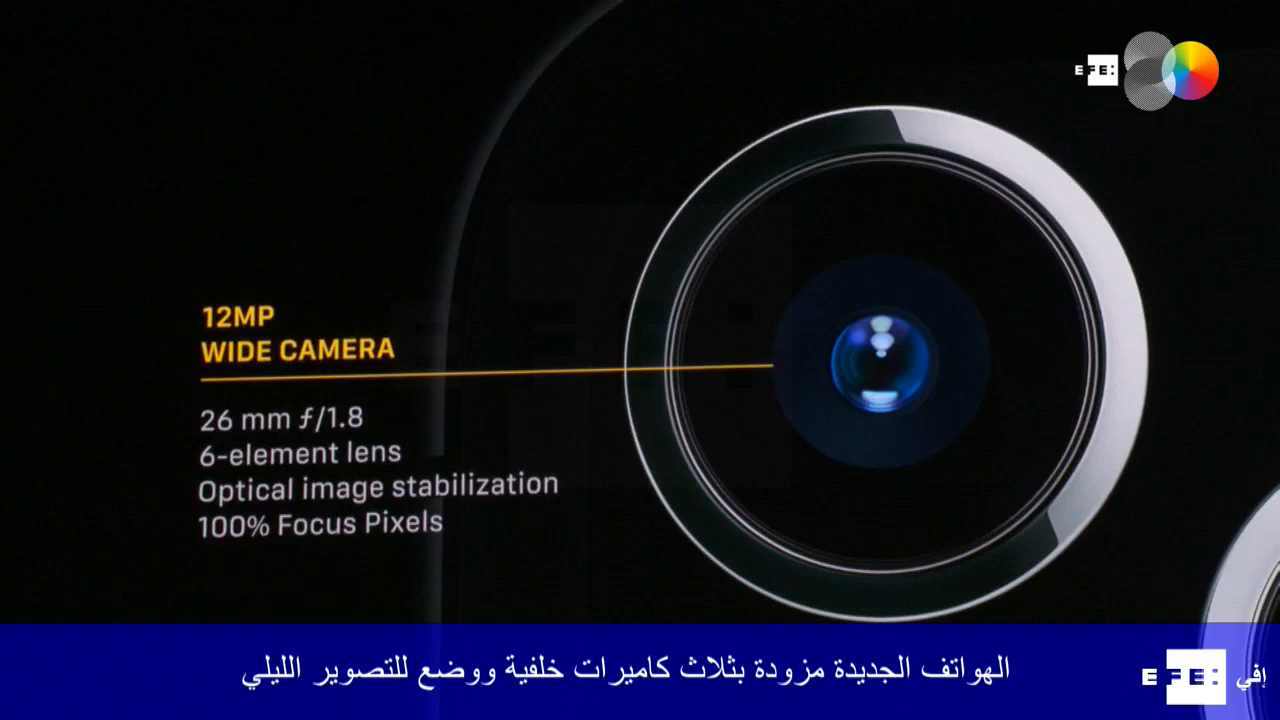 EFE:
12MP
WIDE CAMERA
26 mm ƒ/1.8
6-element lens
Optical image stabilization
100% Focus Pixels
الهواتف الجديدة مزودة بثلاث كاميرات خلفية ووضع للتصوير الليلي
EFE: إفي